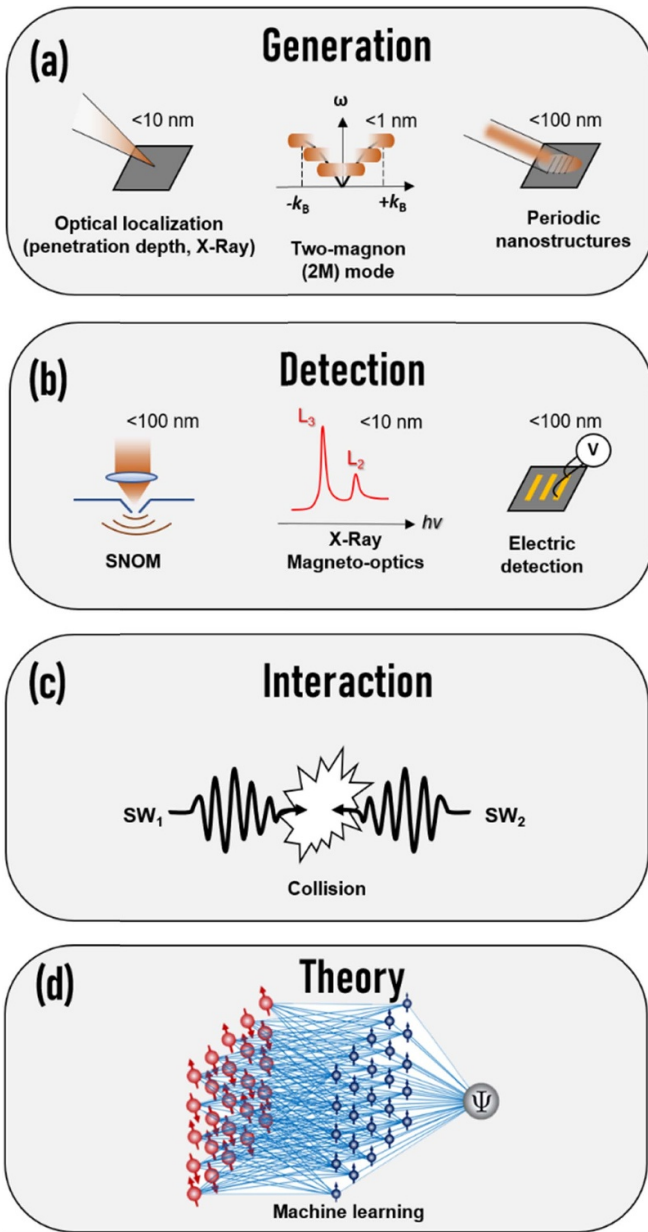 (a)
Generation
<10 nm
Optical localization
(penetration depth, X-Ray)
ω
<1 nm
-kB
+kB
Two-magnon
(2M) mode
<100 nm
Periodic
nanostructures
(b)
Detection
<100 nm
SNOM
L3
L2
<10 nm
hν
X-Ray
Magneto-optics
<100 nm
V
Electric
detection
(c)
Interaction
SW1
SW2
Collision
(d)
Theory
Ψ
Machine learning